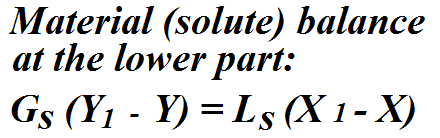 Material (solute) balance
at the lower part:
Gs (Y1 - Y) = Ls (X 1 - X)